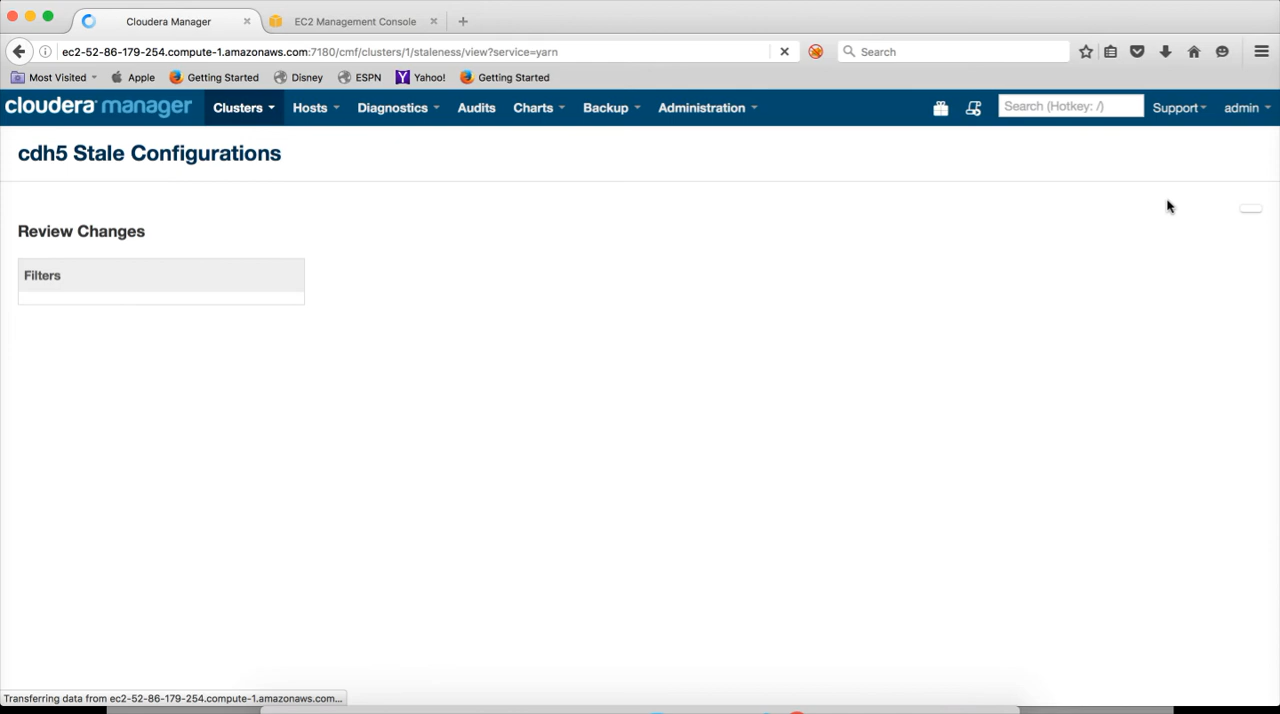 Cloudera Manager
EC2 Management Console
ec2-52-86-179-254.compute-1.amazonaws.com:7180/cmf/clusters/1/staleness/view?service=yarn
Search
Most Visited
Apple
Getting Started
Disney
ESPN
Yahoo!
Getting Started
cloudera manager
Clusters
Hosts
Diagnostics
Audits
Charts
Backup
Administration
Search (Hotkey: /)
Support
admin
cdh5 Stale Configurations
Review Changes
Filters
Transferring data from ec2-52-86-179-254.compute-1.amazonaws.com...